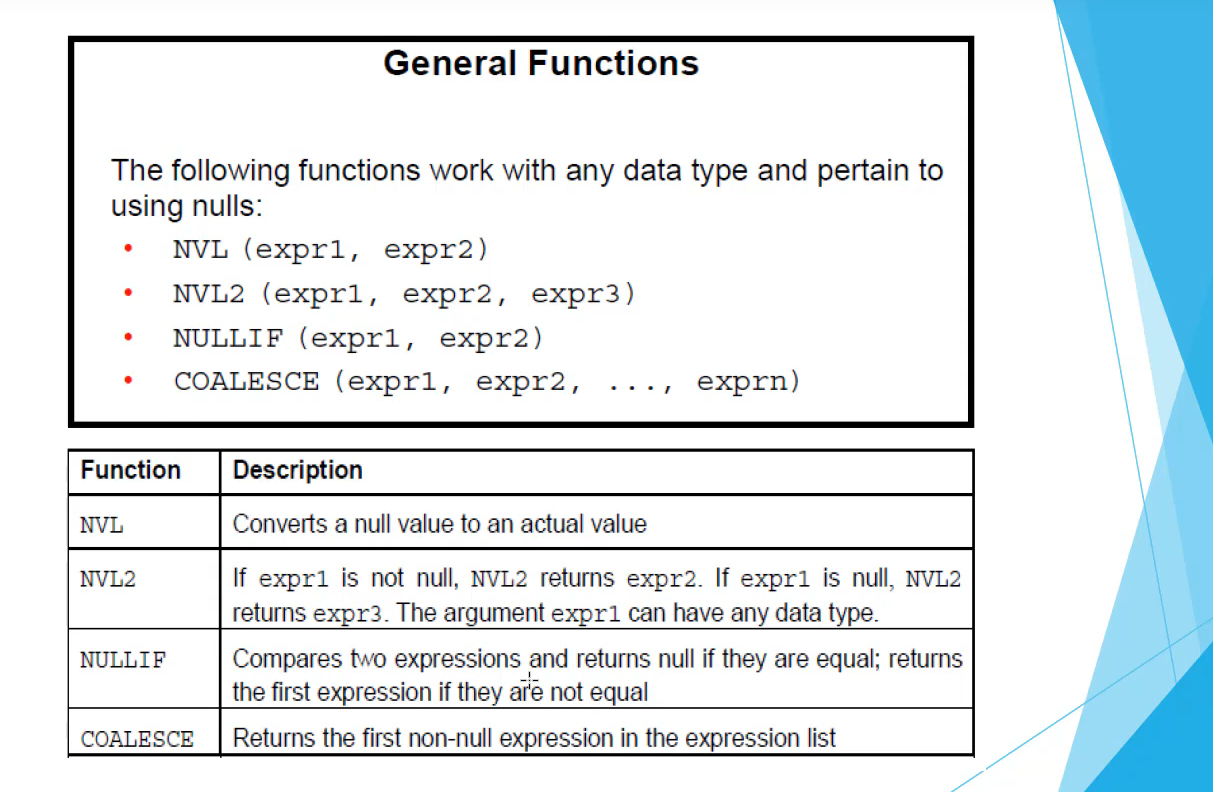 General Functions
The following functions work with any data type and pertain to
using nulls:
• NVL (expr1, expr2)
• NVL2 (expr1, expr2, expr3)
• NULLIF (expr1, expr2)
• COALESCE (expr1, expr2, ..., exprn)
Function Description
NVL Converts a null value to an actual value
NVL2 If expr1 is not null, NVL2 returns expr2. If expr1 is null, NVL2
returns expr3. The argument expr1 can have any data type.
NULLIF Compares two expressions and returns null if they are equal; returns
the first expression if they are not equal
COALESCE Returns the first non-null expression in the expression list